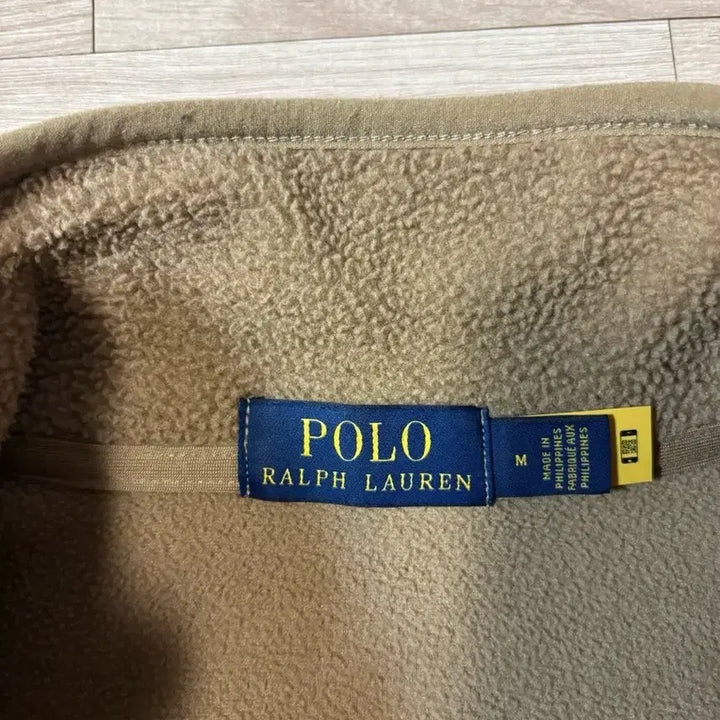 POLO
RALPH LAUREN
M
MADE IN
PHILIPPINES
FABRIQUÉ AUX
PHILIPPINES